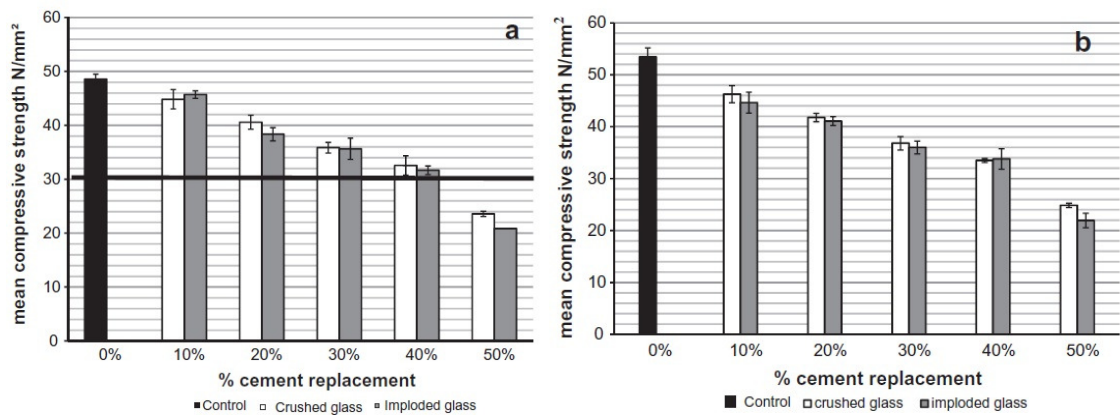 a
mean compressive strength N/mm²
60
50
40
30
20
10
0
0% 10% 20% 30% 40% 50%
% cement replacement
Control Crushed glass Imploded glass
b
mean compressive strength N/mm²
60
50
40
30
20
10
0
0% 10% 20% 30% 40% 50%
% cement replacement
Control crushed glass imploded glass